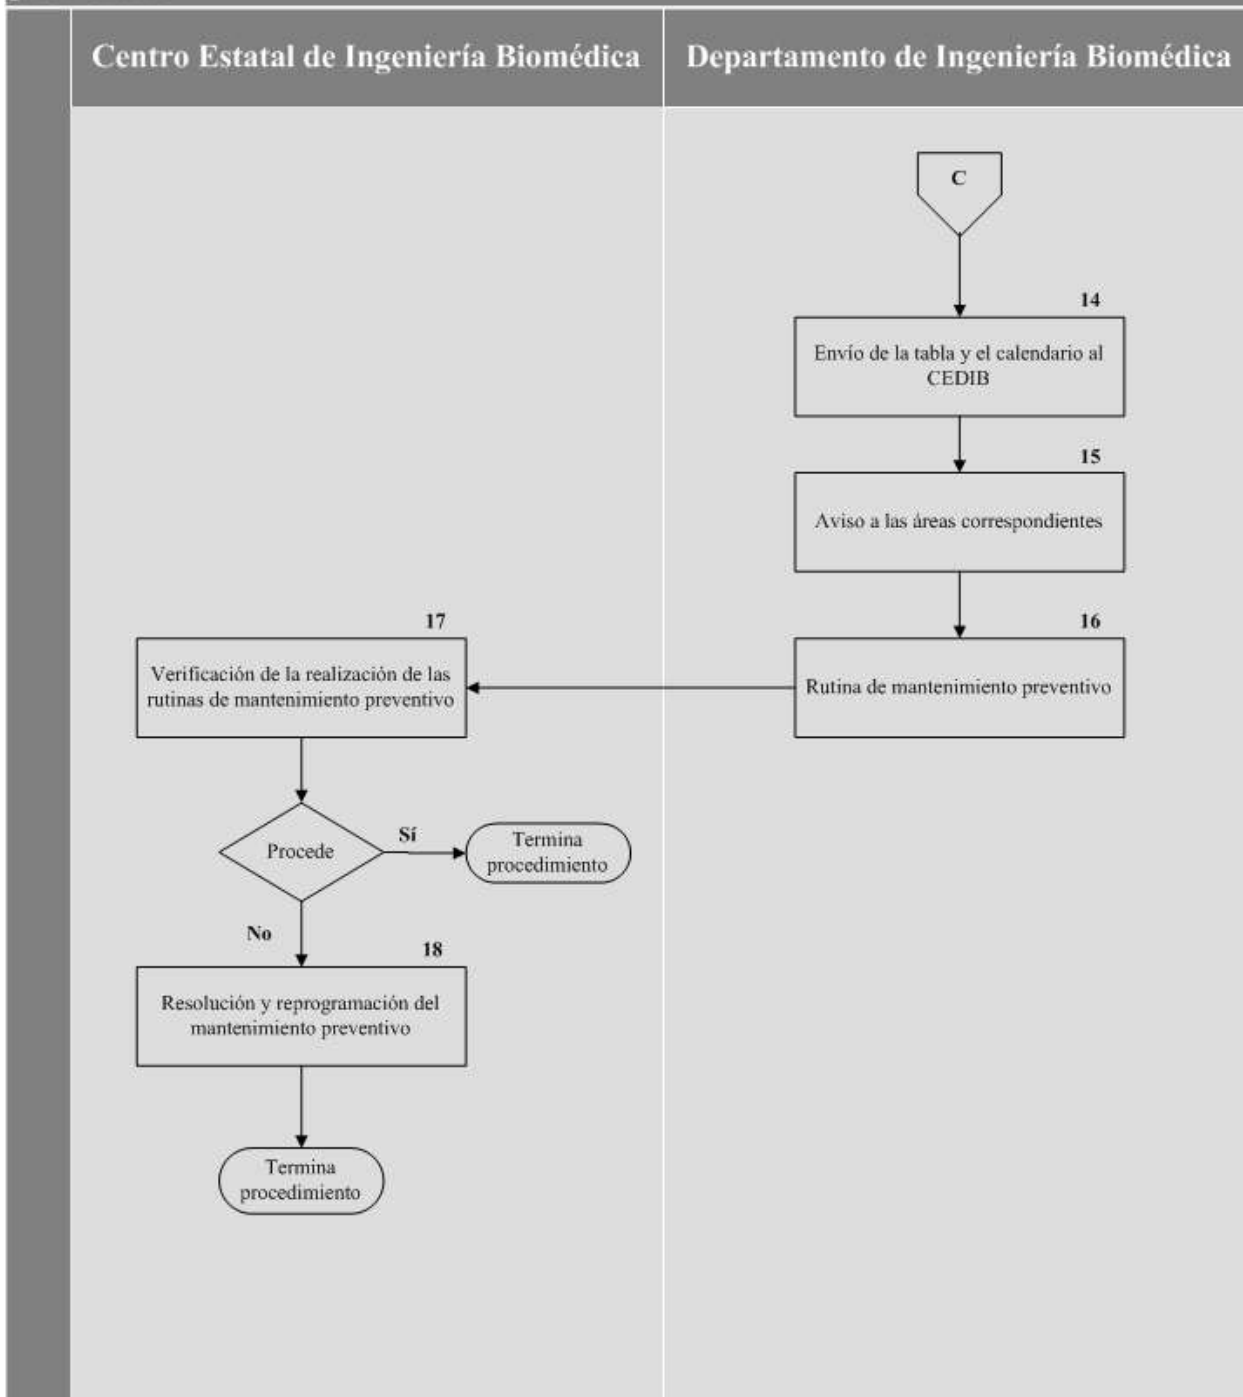 Centro Estatal de Ingeniería Biomédica
Departamento de Ingeniería Biomédica
C
14
Envío de la tabla y el calendario al
CEDIB
15
Aviso a las áreas correspondientes
16
Rutina de mantenimiento preventivo
17
Verificación de la realización de las
rutinas de mantenimiento preventivo
Procede
Sí
Termina
procedimiento
No
18
Resolución y reprogramación del
mantenimiento preventivo
Termina
procedimiento